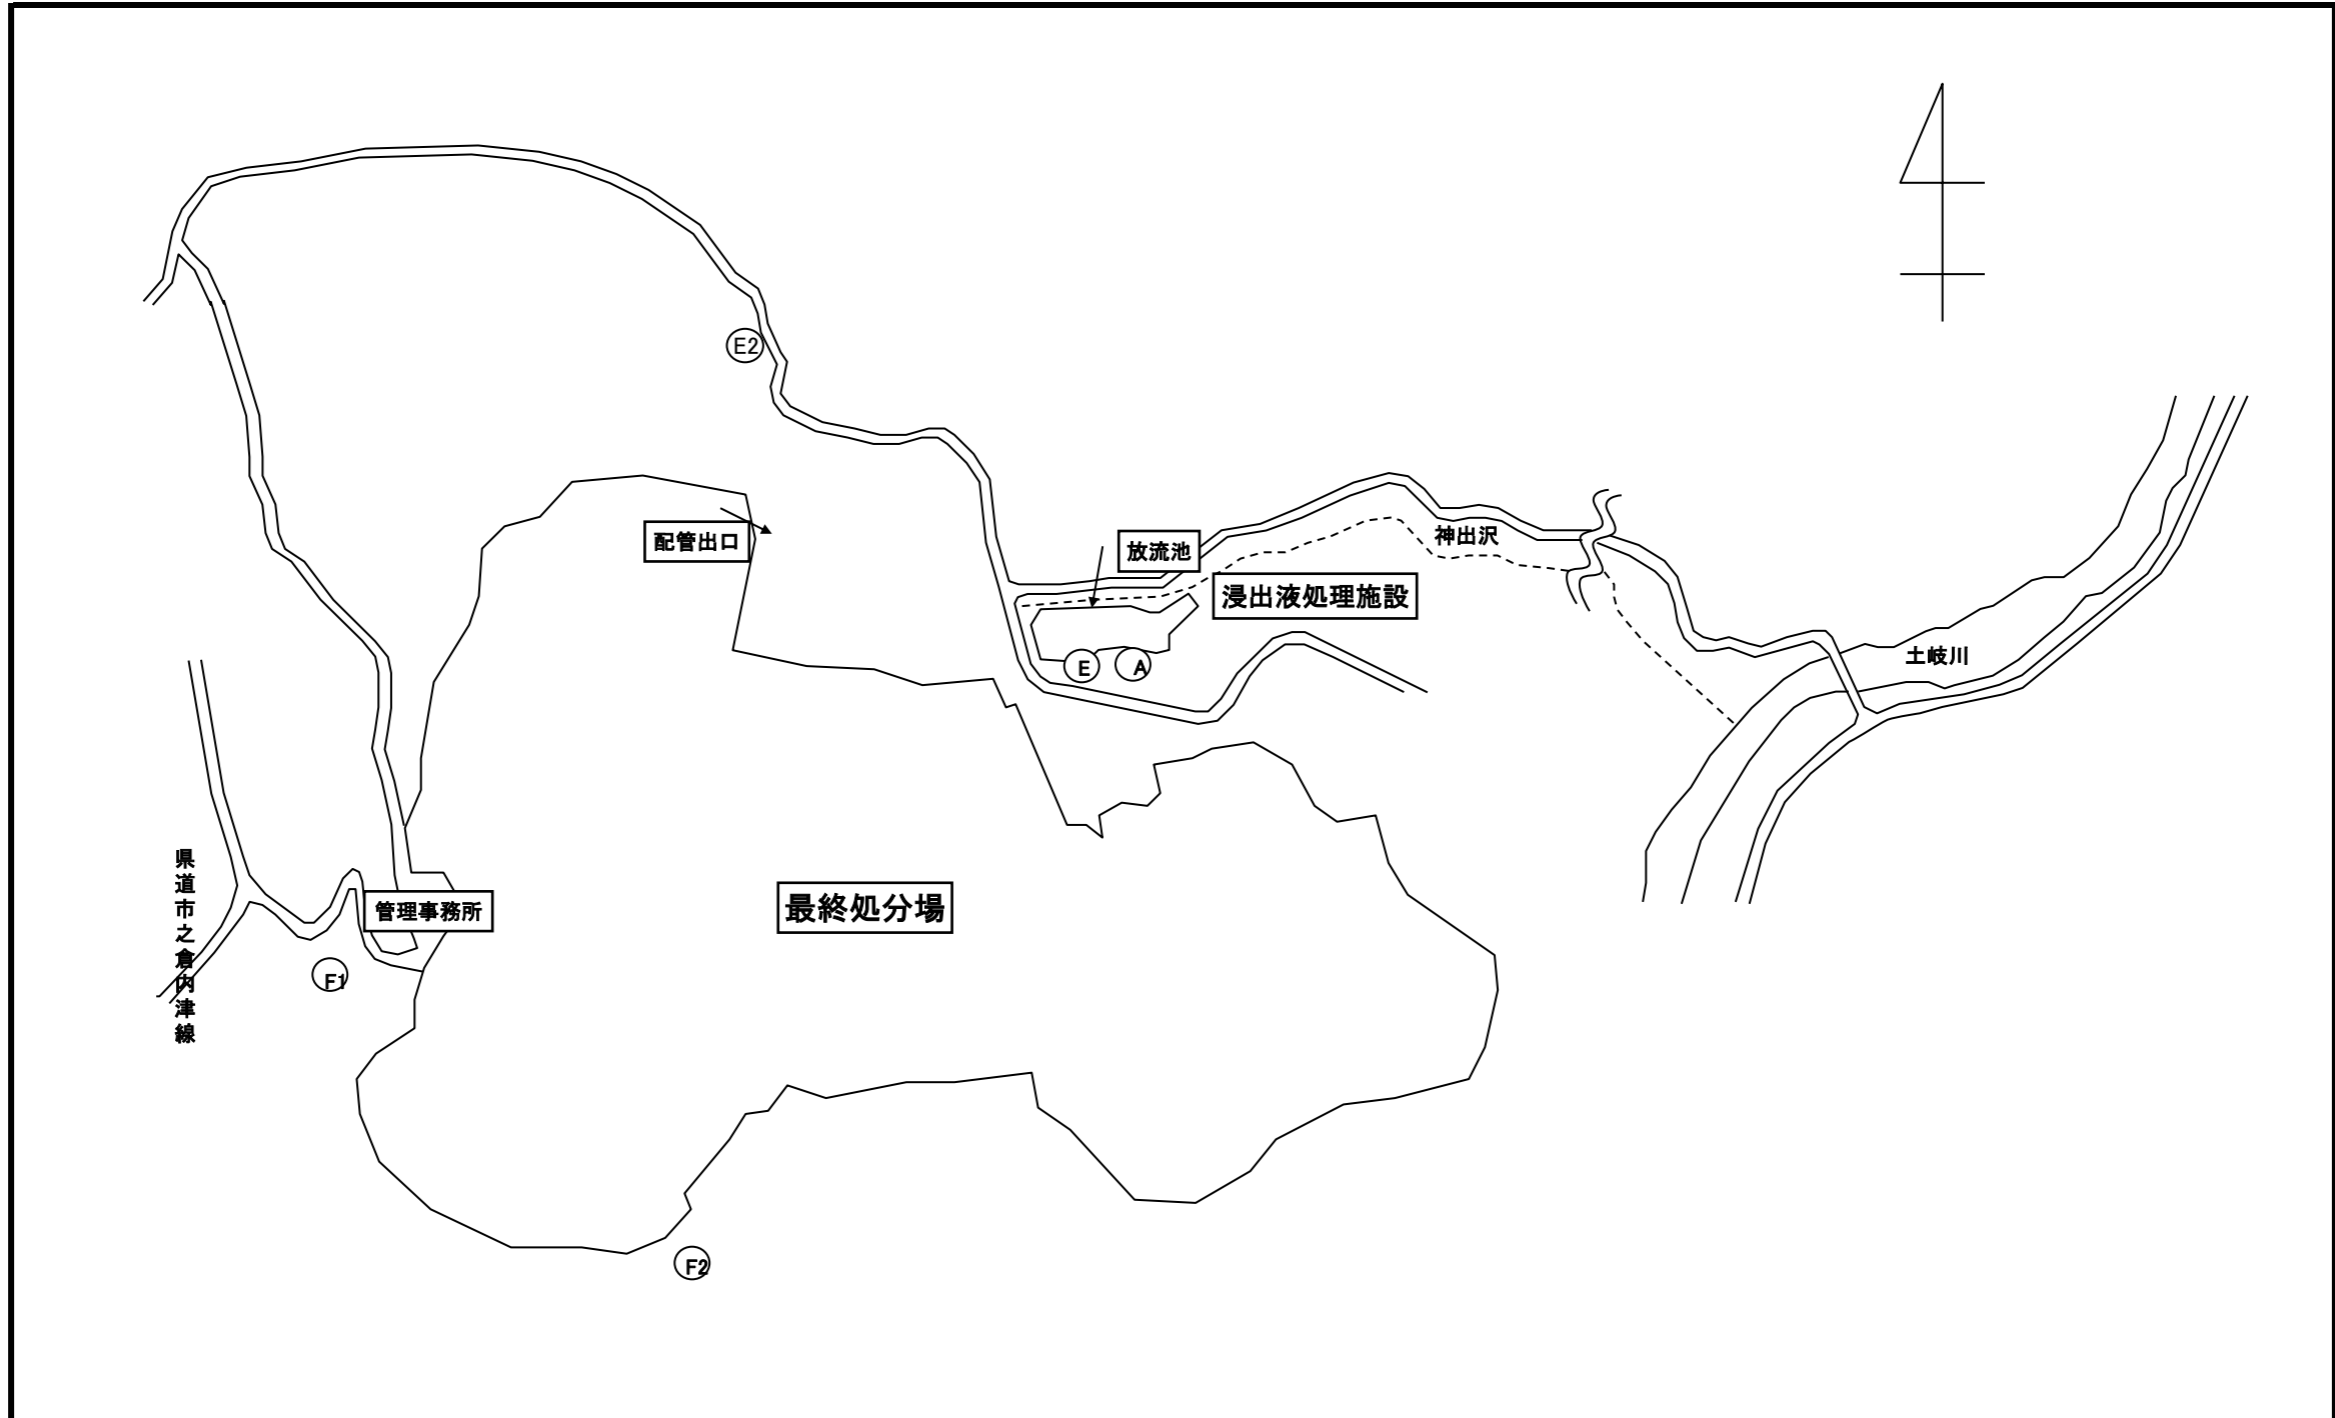 E2
配管出口
放流池
神出沢
浸出液処理施設
E
A
土岐川
県道市之倉内津線
管理事務所
最終処分場
F1
F2